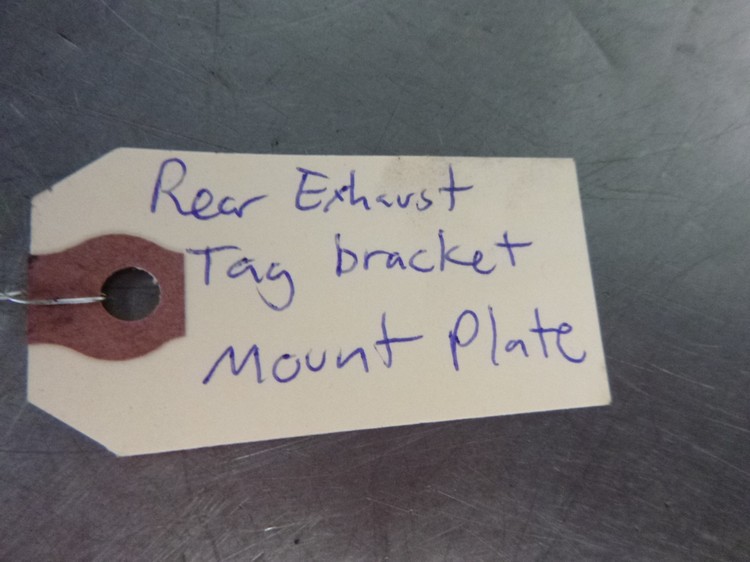 Rear Exhaust
Tag bracket
Mount Plate